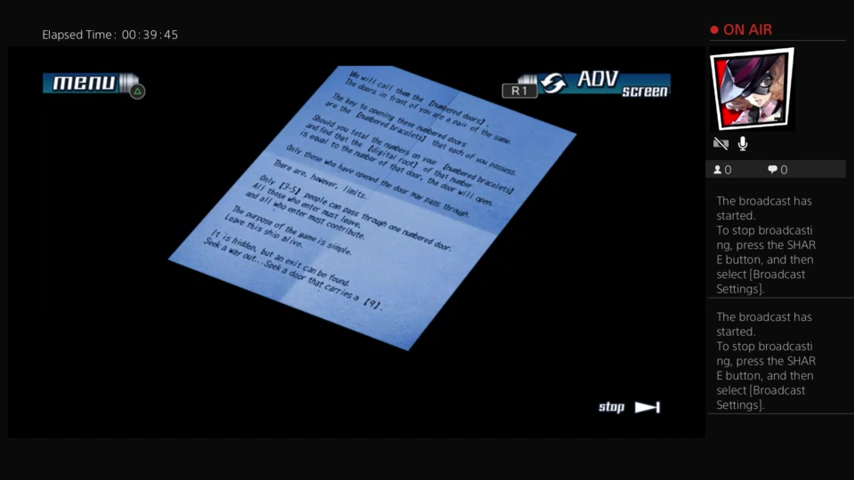 Elapsed Time: 00:39:45
ON AIR
menu
R1
ADV
screen
We will call them the [numbered doors].
The doors in front of you are a pair of the same.
The key to opening these numbered doors
are the [numbered bracelets] that each of you possess.
Should you total the numbers on your [numbered bracelets]
and find that the [digital root] of that number
is equal to the number of that door, the door will open.
Only those who have opened the door may pass through.
There are, however, limits.
Only [3-5] people can pass through one numbered door.
All those who enter must leave,
and all who enter must contribute.
The purpose of the game is simple.
Leave this ship alive.
It is hidden, but an exit can be found.
Seek a way out...Seek a door that carries a [9].
stop
0
0
The broadcast has
started.
To stop broadcasti
ng, press the SHAR
E button, and then
select [Broadcast
Settings].
The broadcast has
started.
To stop broadcasti
ng, press the SHAR
E button, and then
select [Broadcast
Settings].